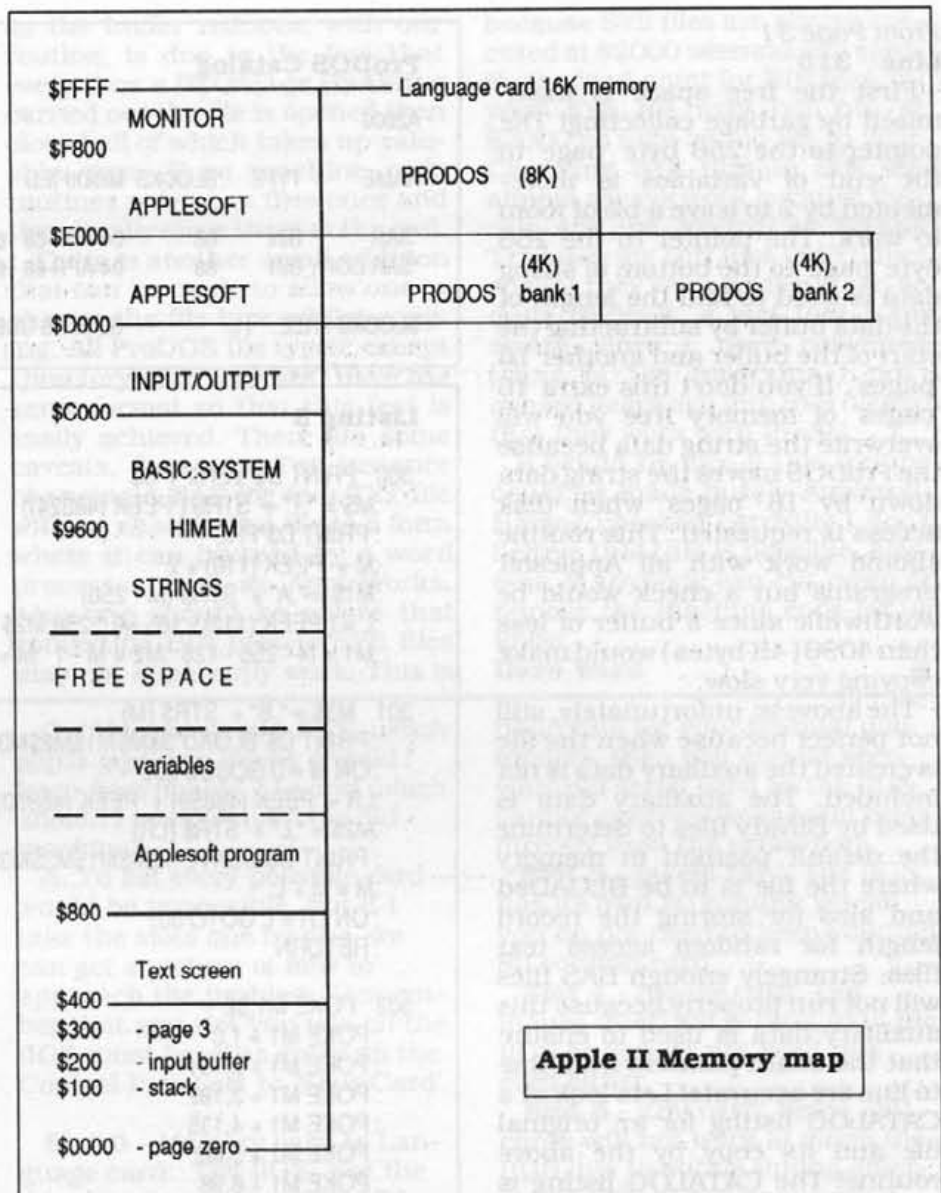 $FFFF
Language card 16K memory
MONITOR
$F800
PRODOS (8K)
APPLESOFT
$E000
(4K) (4K)
APPLESOFT PRODOS bank 1 PRODOS bank 2
$D000
INPUT/OUTPUT
$C000
BASIC.SYSTEM
$9600 HIMEM
STRINGS
FREE SPACE
variables
Applesoft program
$800
Text screen
$400
$300 - page 3
$200 - input buffer
$100 - stack
$0000 - page zero
Apple II Memory map